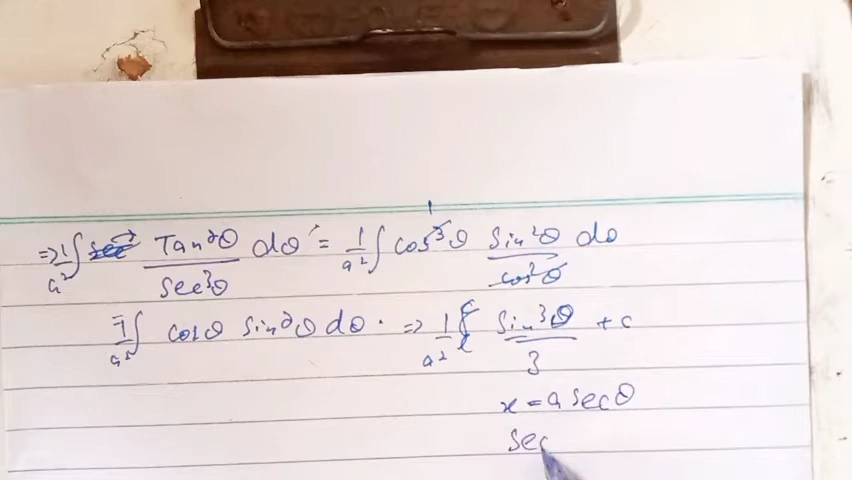 => 1/a² ∫ Tan²θ/sec³θ dθ = 1/a² ∫ cos³θ sin²θ/cos²θ dθ
= 1/a² ∫ cosθ sin²θ dθ. => 1/a² sin³θ/3 + c
x = a secθ
sec